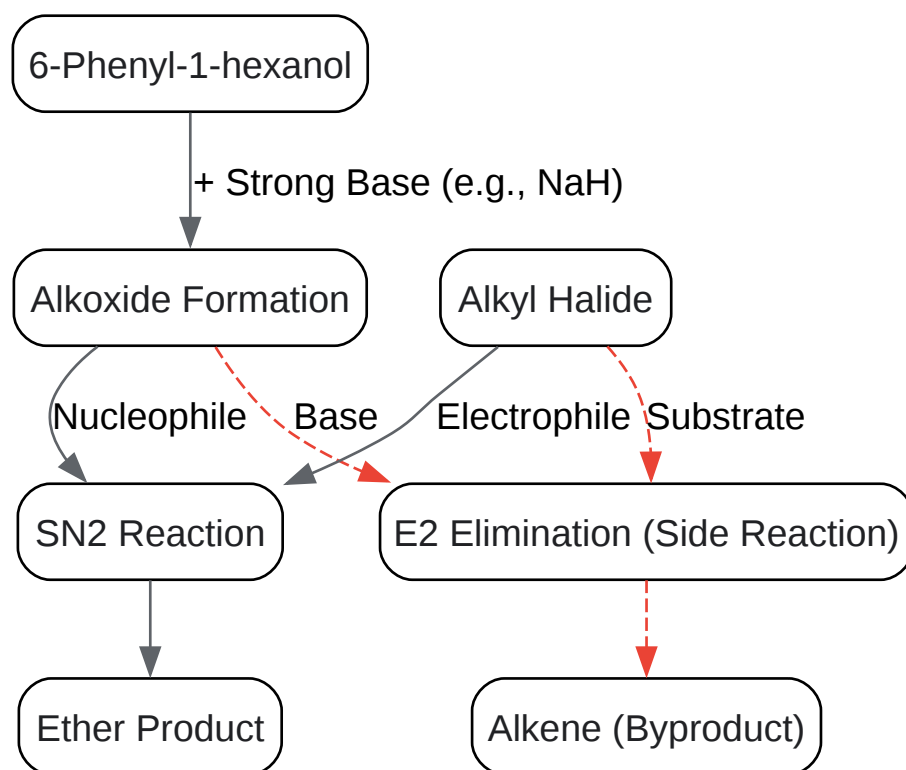 6-Phenyl-1-hexanol
+ Strong Base (e.g., NaH)
Alkoxide Formation
Alkyl Halide
Nucleophile
Base
Electrophile
Substrate
SN2 Reaction
E2 Elimination (Side Reaction)
Ether Product
Alkene (Byproduct)